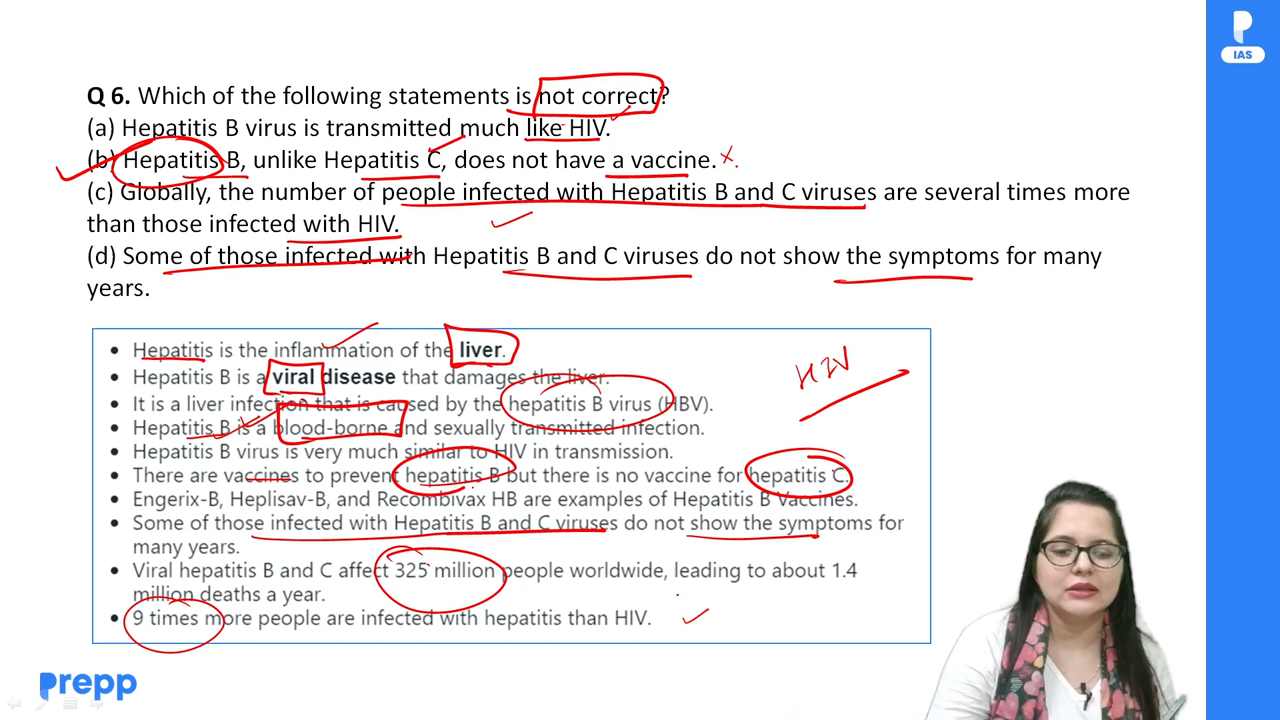 IAS
Q 6. Which of the following statements is not correct?
(a) Hepatitis B virus is transmitted much like HIV.
(b) Hepatitis B, unlike Hepatitis C, does not have a vaccine.
(c) Globally, the number of people infected with Hepatitis B and C viruses are several times more
than those infected with HIV.
(d) Some of those infected with Hepatitis B and C viruses do not show the symptoms for many
years.
• Hepatitis is the inflammation of the liver.
• Hepatitis B is a viral disease that damages the liver.
• It is a liver infection that is caused by the hepatitis B virus (HBV).
• Hepatitis B is a blood-borne and sexually transmitted infection.
• Hepatitis B virus is very much similar to HIV in transmission.
• There are vaccines to prevent hepatitis B but there is no vaccine for hepatitis C.
• Engerix-B, Heplisav-B, and Recombivax HB are examples of Hepatitis B Vaccines.
• Some of those infected with Hepatitis B and C viruses do not show the symptoms for
many years.
• Viral hepatitis B and C affect 325 million people worldwide, leading to about 1.4
million deaths a year.
• 9 times more people are infected with hepatitis than HIV.
HIV
prepp